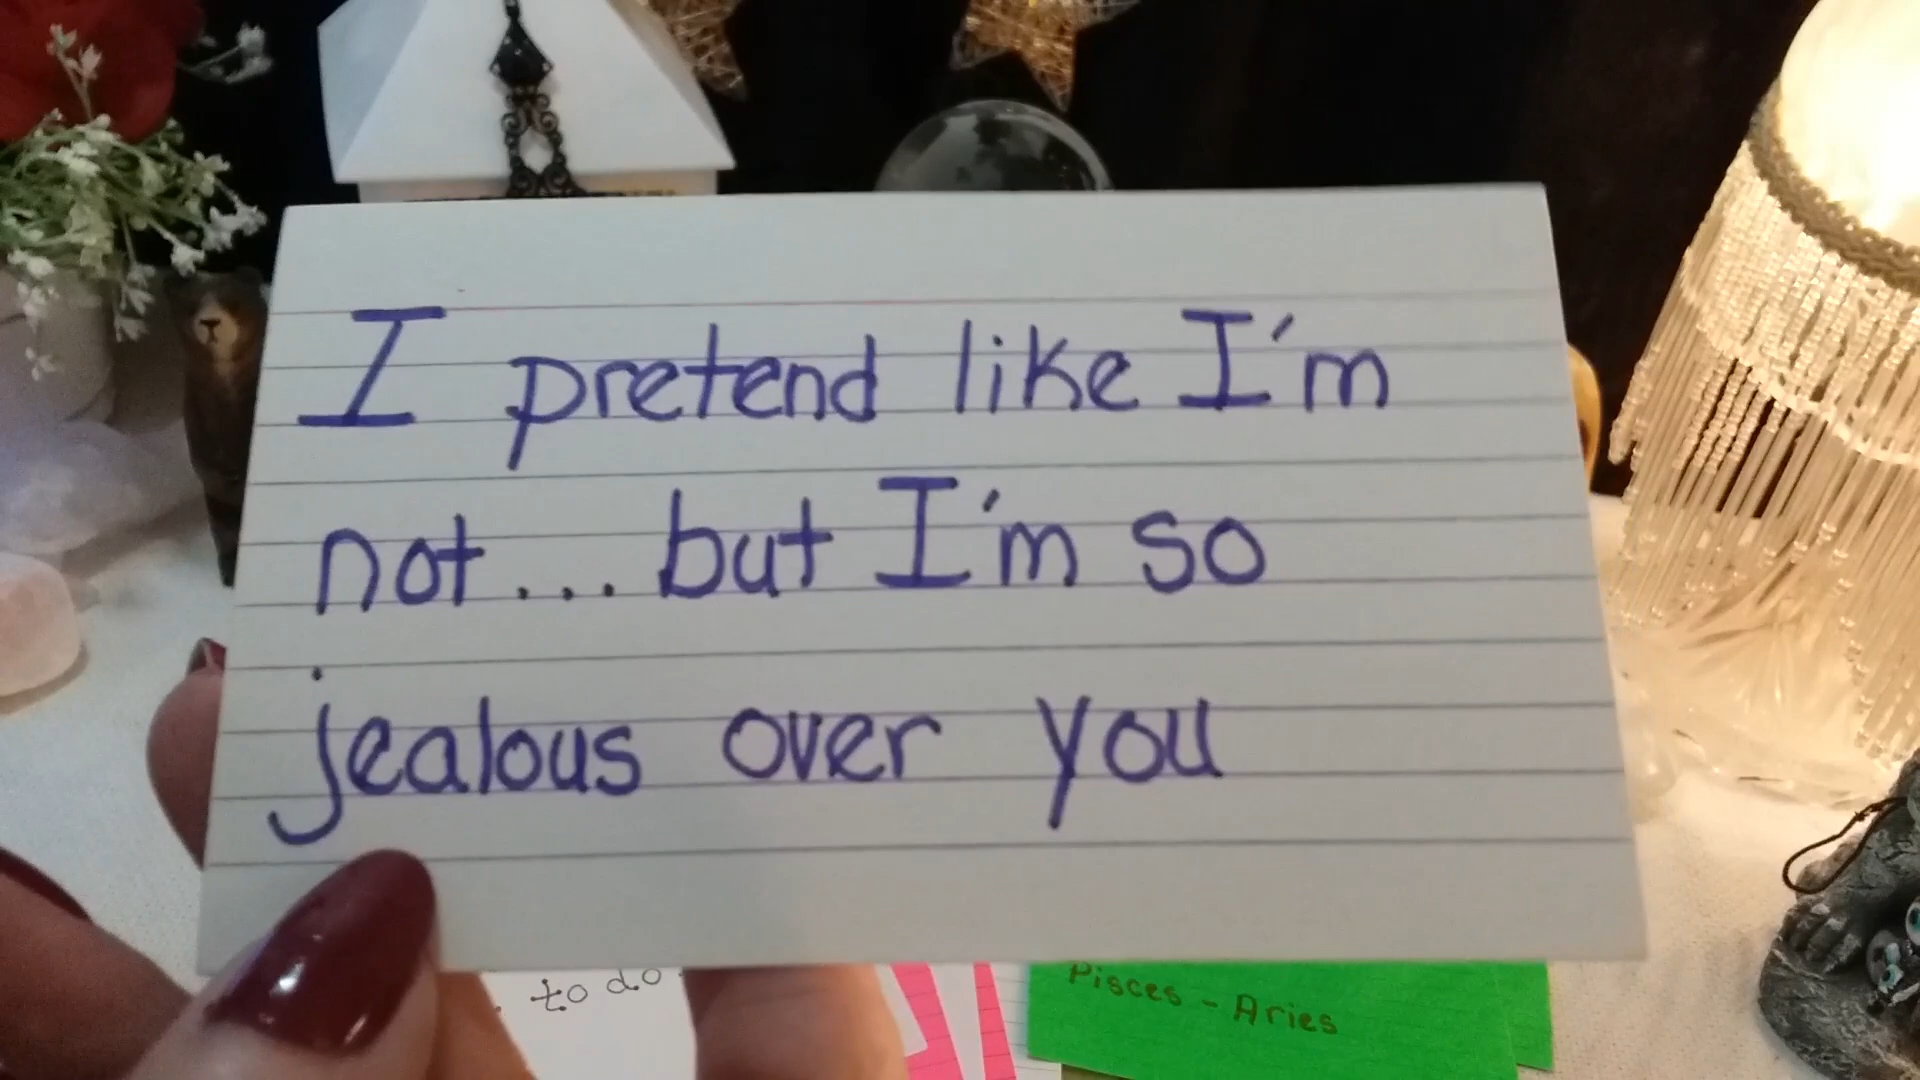 I pretend like I'm
not... but I'm so
jealous over you
to do
Pisces - Aries